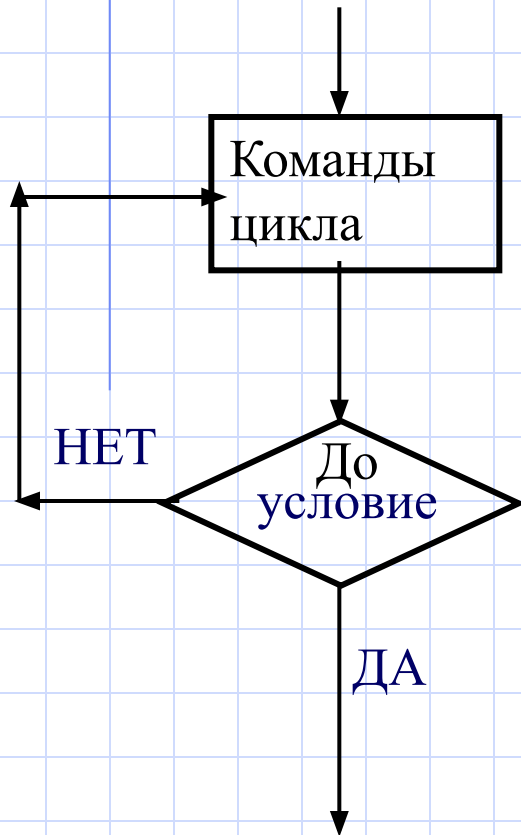 Команды
цикла
НЕТ
До
условие
ДА